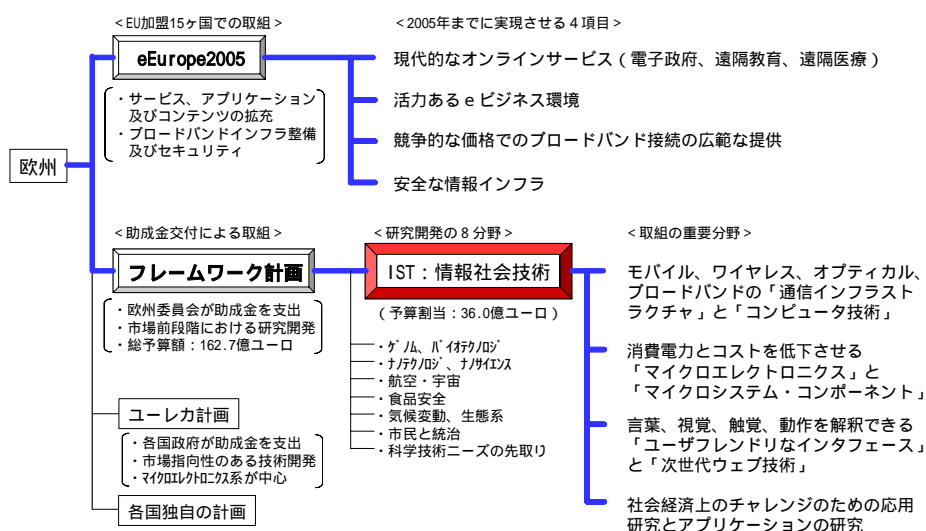 ＜EU加盟15ヶ国での取組＞
eEurope2005
・サービス、アプリケーション
及びコンテンツの拡充
・ブロードバンドインフラ整備
及びセキュリティ
＜2005年までに実現させる４項目＞
現代的なオンラインサービス（電子政府、遠隔教育、遠隔医療）
活力あるｅビジネス環境
競争的な価格でのブロードバンド接続の広範な提供
安全な情報インフラ
欧州
＜助成金交付による取組＞
フレームワーク計画
・欧州委員会が助成金を支出
・市場前段階における研究開発
・総予算額：162.7億ユーロ
ユーレカ計画
・各国政府が助成金を支出
・市場指向性のある技術開発
・ﾏｲｸﾛｴﾚｸﾄﾛﾆｸｽ系が中心
各国独自の計画
＜研究開発の８分野＞
IST：情報社会技術
（予算割当：36.0億ユーロ）
・ｹﾞﾉﾑ、ﾊﾞｲｵﾃｸﾉﾛｼﾞ
・ﾅﾉﾃｸﾉﾛｼﾞ、ﾅﾉｻｲｴﾝｽ
・航空・宇宙
・食品安全
・気候変動、生態系
・市民と統治
・科学技術ニーズの先取り
＜取組の重要分野＞
モバイル、ワイヤレス、オプティカル、
ブロードバンドの「通信インフラスト
ラクチャ」と「コンピュータ技術」
消費電力とコストを低下させる
「マイクロエレクトロニクス」と
「マイクロシステム・コンポーネント」
言葉、視覚、触覚、動作を解釈できる
「ユーザフレンドリなインタフェース」
と「次世代ウェブ技術」
社会経済上のチャレンジのための応用
研究とアプリケーションの研究